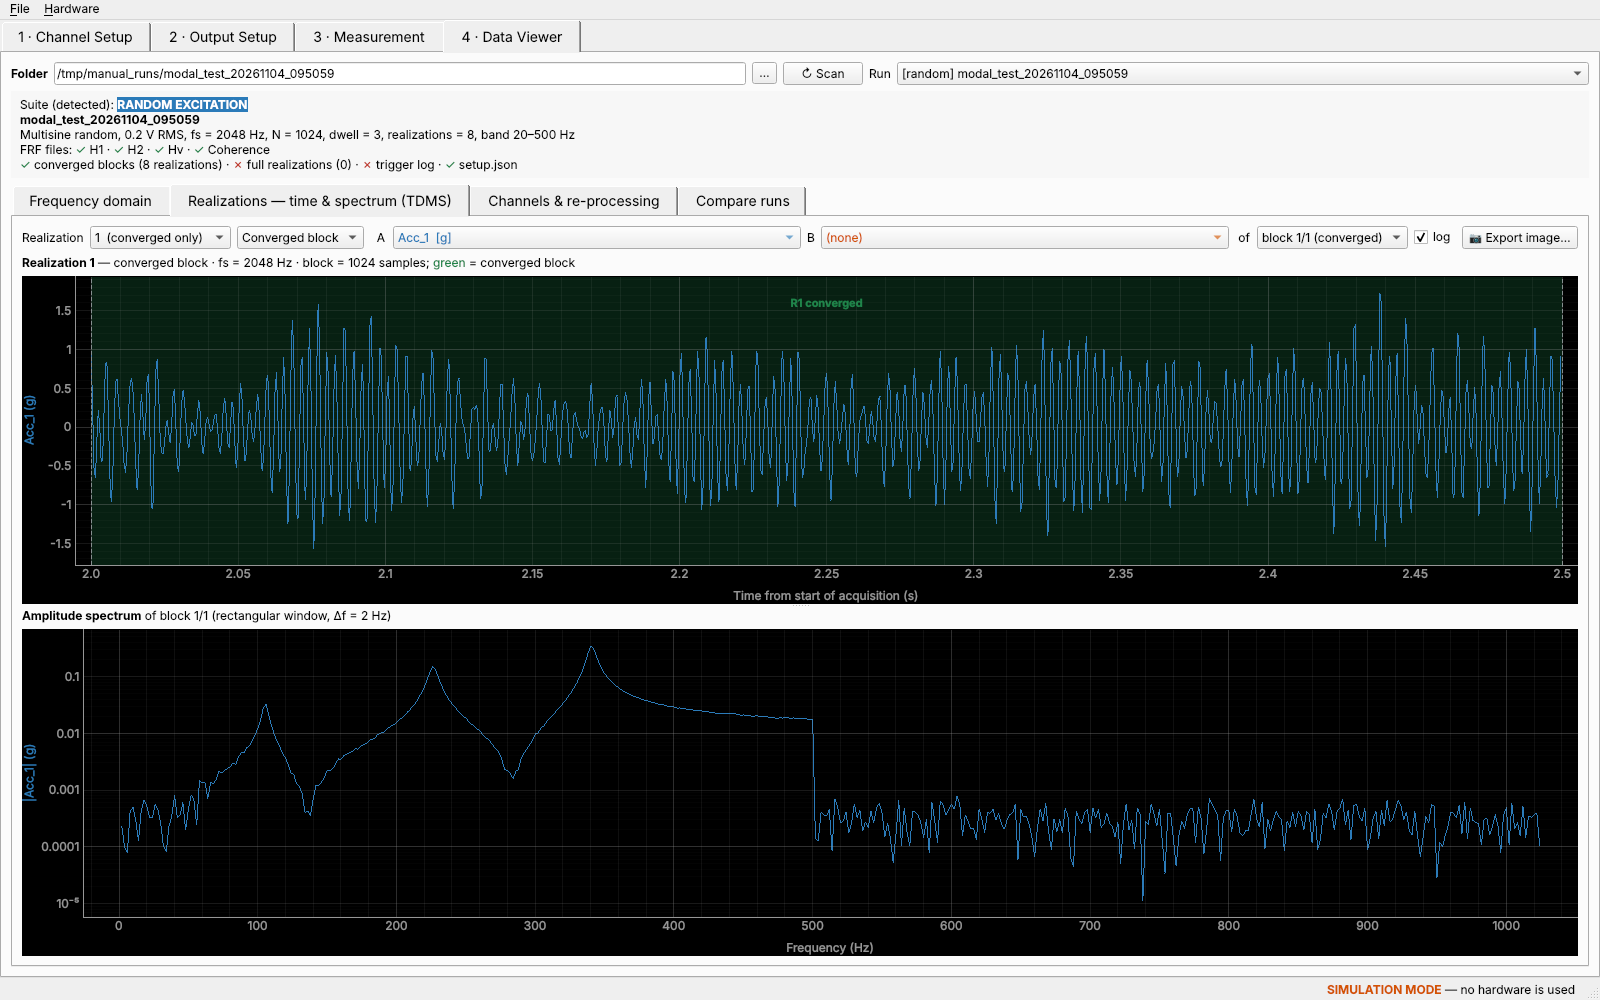 File Hardware
1 · Channel Setup 2 · Output Setup 3 · Measurement 4 · Data Viewer
Folder /tmp/manual_runs/modal_test_20261104_095059 ... ↻ Scan Run [random] modal_test_20261104_095059
Suite (detected): RANDOM EXCITATION
modal_test_20261104_095059
Multisine random, 0.2 V RMS, fs = 2048 Hz, N = 1024, dwell = 3, realizations = 8, band 20–500 Hz
FRF files: ✓ H1 · ✓ H2 · ✓ Hv · ✓ Coherence
✓ converged blocks (8 realizations) · × full realizations (0) · × trigger log · ✓ setup.json
Frequency domain Realizations — time & spectrum (TDMS) Channels & re-processing Compare runs
Realization 1 (converged only) Converged block A Acc_1 [g] B (none) of block 1/1 (converged) ✓ log 📷 Export image...
Realization 1 — converged block · fs = 2048 Hz · block = 1024 samples; green = converged block
R1 converged
1.5
1
0.5
0
-0.5
-1
-1.5
Acc_1 (g)
2.0 2.05 2.1 2.15 2.2 2.25 2.3 2.35 2.4 2.45 2.5
Time from start of acquisition (s)
Amplitude spectrum of block 1/1 (rectangular window, Δf = 2 Hz)
0.1
0.01
0.001
0.0001
10⁻⁵
|Acc_1| (g)
0 100 200 300 400 500 600 700 800 900 1000
Frequency (Hz)
SIMULATION MODE — no hardware is used